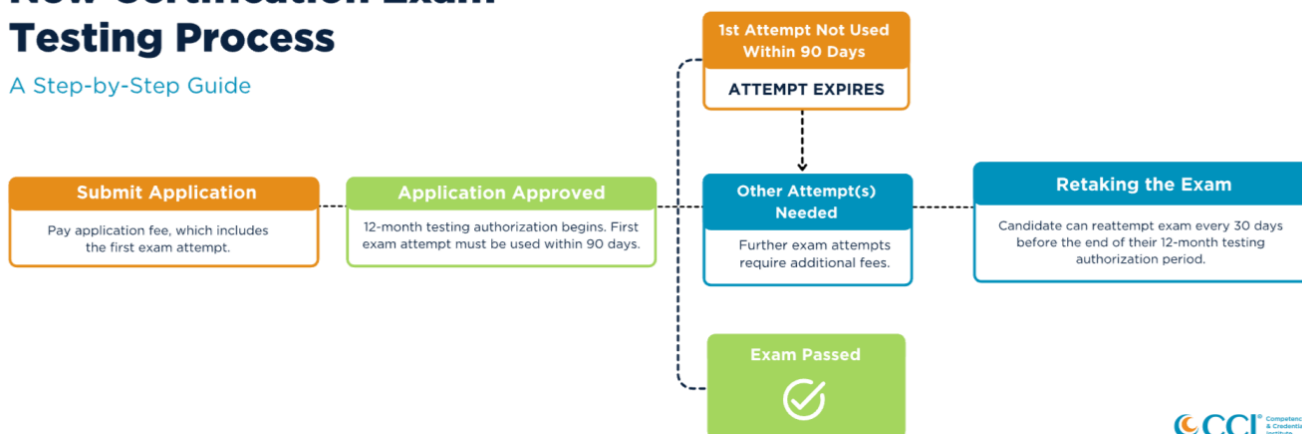 New Certification Exam
Testing Process
A Step-by-Step Guide
1st Attempt Not Used
Within 90 Days
ATTEMPT EXPIRES
Submit Application
Pay application fee, which includes
the first exam attempt.
Application Approved
12-month testing authorization begins. First
exam attempt must be used within 90 days.
Other Attempt(s)
Needed
Further exam attempts
require additional fees.
Retaking the Exam
Candidate can reattempt exam every 30 days
before the end of their 12-month testing
authorization period.
Exam Passed
CCI®